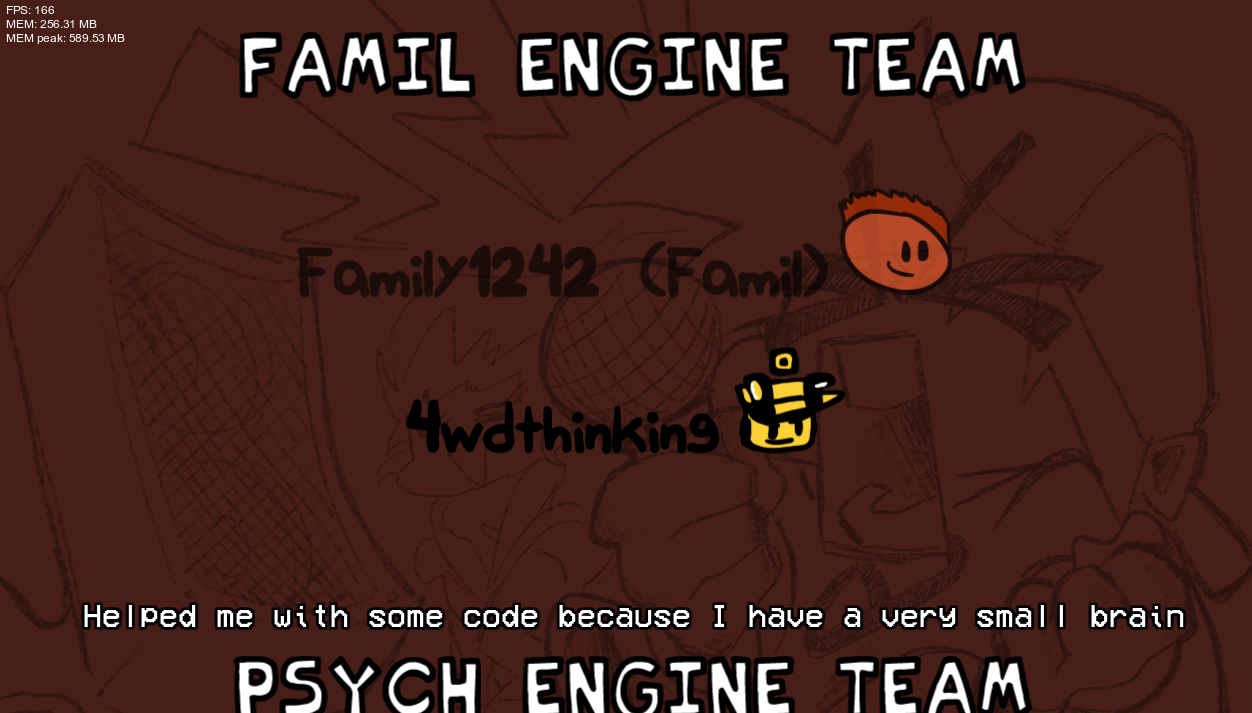 FPS: 166
MEM: 256.31 MB
MEM peak: 589.53 MB
FAMIL ENGINE TEAM
Family1242 (Famil)
4wdthinking
Helped me with some code because I have a very small brain
PSYCH ENGINE TEAM